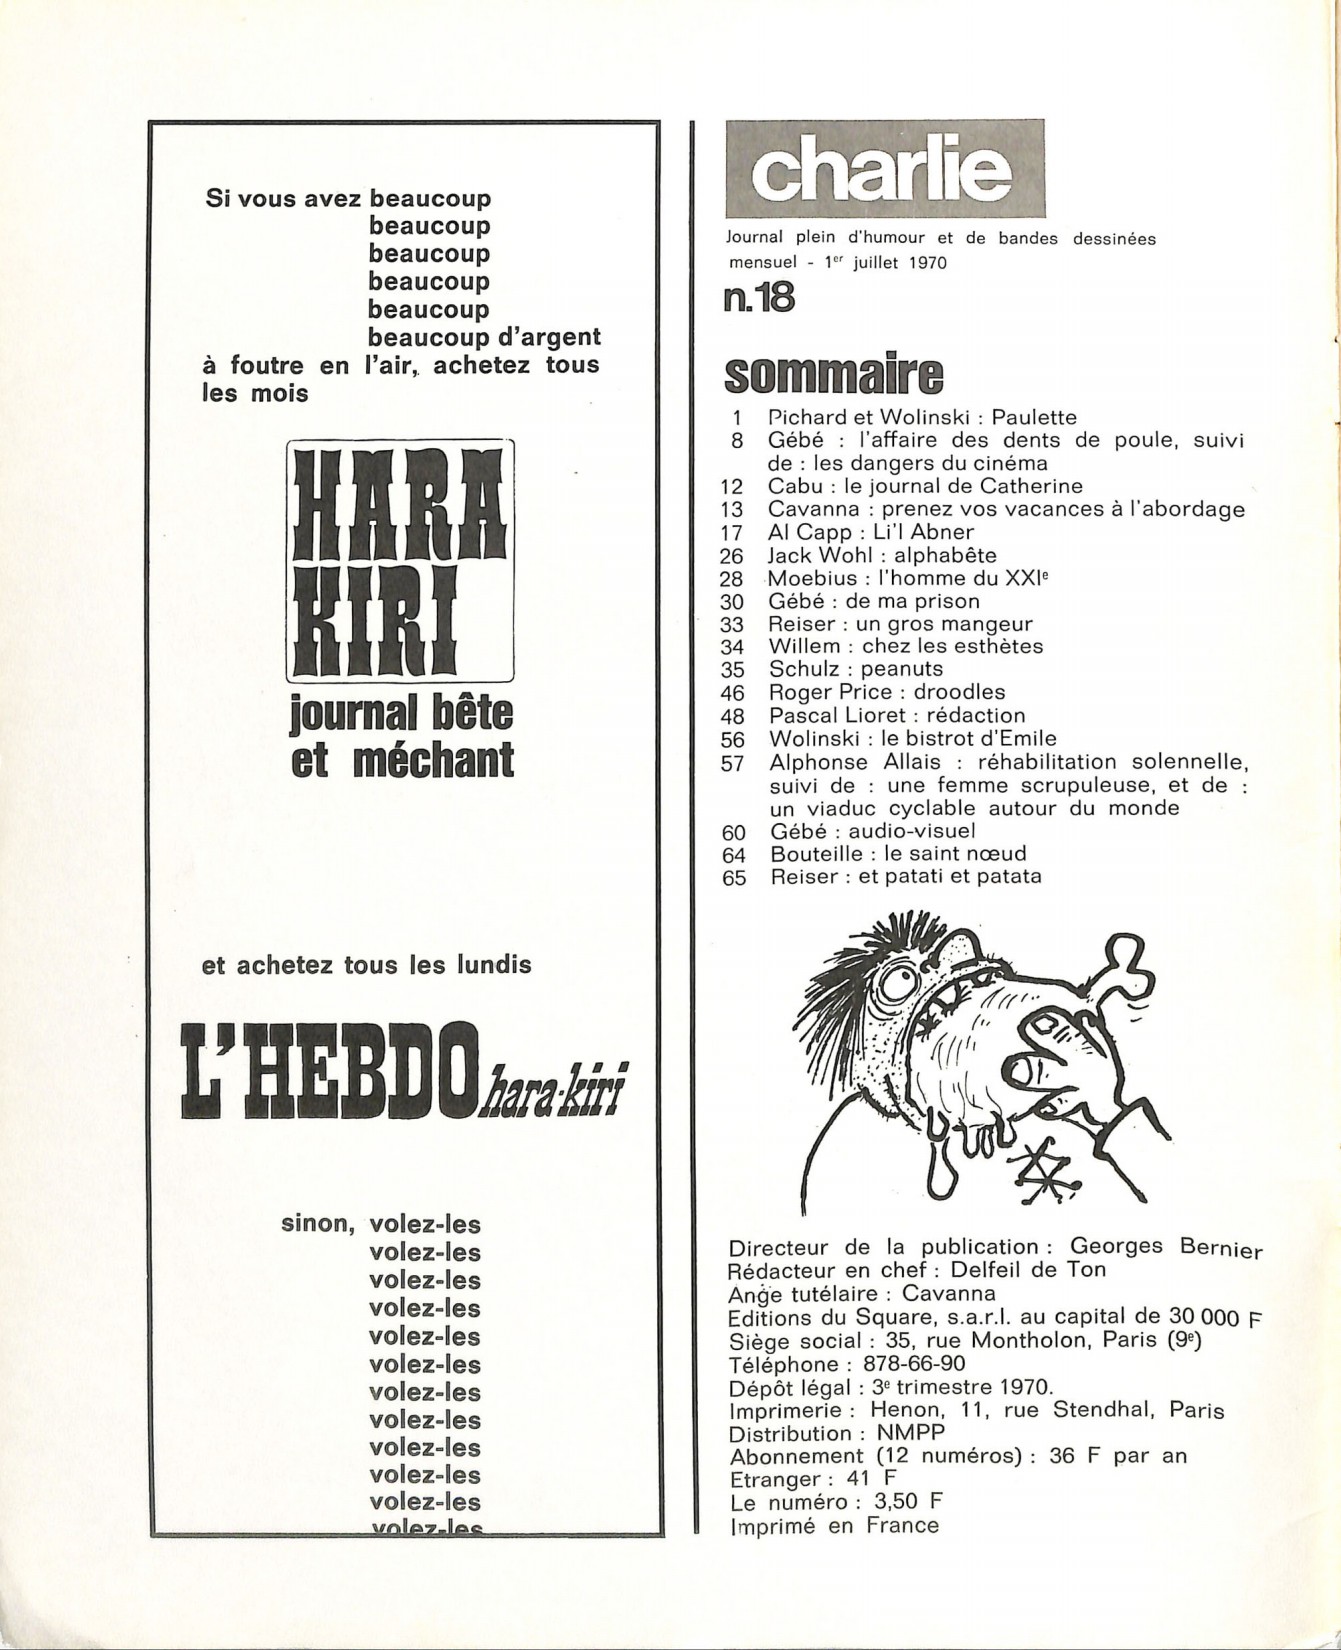 Si vous avez beaucoup
beaucoup
beaucoup
beaucoup
beaucoup
beaucoup d'argent
à foutre en l'air, achetez tous
les mois
HARA
KIRI
journal bête
et méchant
et achetez tous les lundis
L'HEBDO hara-kiri
sinon, volez-les
volez-les
volez-les
volez-les
volez-les
volez-les
volez-les
volez-les
volez-les
volez-les
volez-les
volez-les
charlie
Journal plein d'humour et de bandes dessinées
mensuel - 1er juillet 1970
n.18
sommaire
1 Pichard et Wolinski : Paulette
8 Gébé : l'affaire des dents de poule, suivi
de : les dangers du cinéma
12 Cabu : le journal de Catherine
13 Cavanna : prenez vos vacances à l'abordage
17 Al Capp : Li'l Abner
26 Jack Wohl : alphabête
28 Moebius : l'homme du XXIe
30 Gébé : de ma prison
33 Reiser : un gros mangeur
34 Willem : chez les esthètes
35 Schulz : peanuts
46 Roger Price : droodles
48 Pascal Lioret : rédaction
56 Wolinski : le bistrot d'Emile
57 Alphonse Allais : réhabilitation solennelle,
suivi de : une femme scrupuleuse, et de :
un viaduc cyclable autour du monde
60 Gébé : audio-visuel
64 Bouteille : le saint nœud
65 Reiser : et patati et patata
Directeur de la publication : Georges Bernier
Rédacteur en chef : Delfeil de Ton
Ange tutélaire : Cavanna
Editions du Square, s.a.r.l. au capital de 30 000 F
Siège social : 35, rue Montholon, Paris (9e)
Téléphone : 878-66-90
Dépôt légal : 3e trimestre 1970.
Imprimerie : Henon, 11, rue Stendhal, Paris
Distribution : NMPP
Abonnement (12 numéros) : 36 F par an
Etranger : 41 F
Le numéro : 3,50 F
Imprimé en France